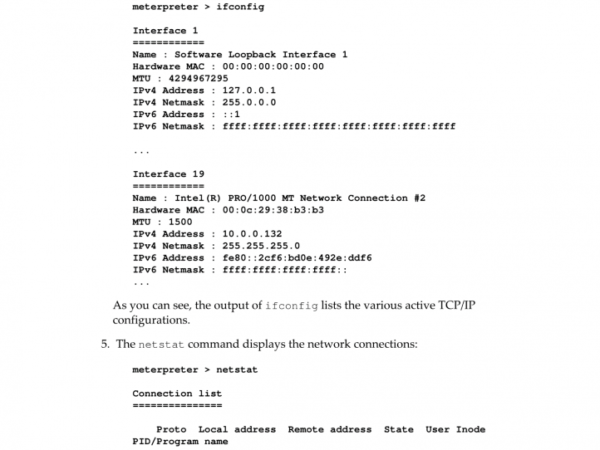 meterpreter > ifconfig
Interface 1
============
Name : Software Loopback Interface 1
Hardware MAC : 00:00:00:00:00:00
MTU : 4294967295
IPv4 Address : 127.0.0.1
IPv4 Netmask : 255.0.0.0
IPv6 Address : ::1
IPv6 Netmask : ffff:ffff:ffff:ffff:ffff:ffff:ffff:ffff
...
Interface 19
============
Name : Intel(R) PRO/1000 MT Network Connection #2
Hardware MAC : 00:0c:29:38:b3:b3
MTU : 1500
IPv4 Address : 10.0.0.132
IPv4 Netmask : 255.255.255.0
IPv6 Address : fe80::2cf6:bd0e:492e:ddf6
IPv6 Netmask : ffff:ffff:ffff:ffff::
...
As you can see, the output of ifconfig lists the various active TCP/IP
configurations.
5. The netstat command displays the network connections:
meterpreter > netstat
Connection list
===============
Proto Local address Remote address State User Inode
PID/Program name